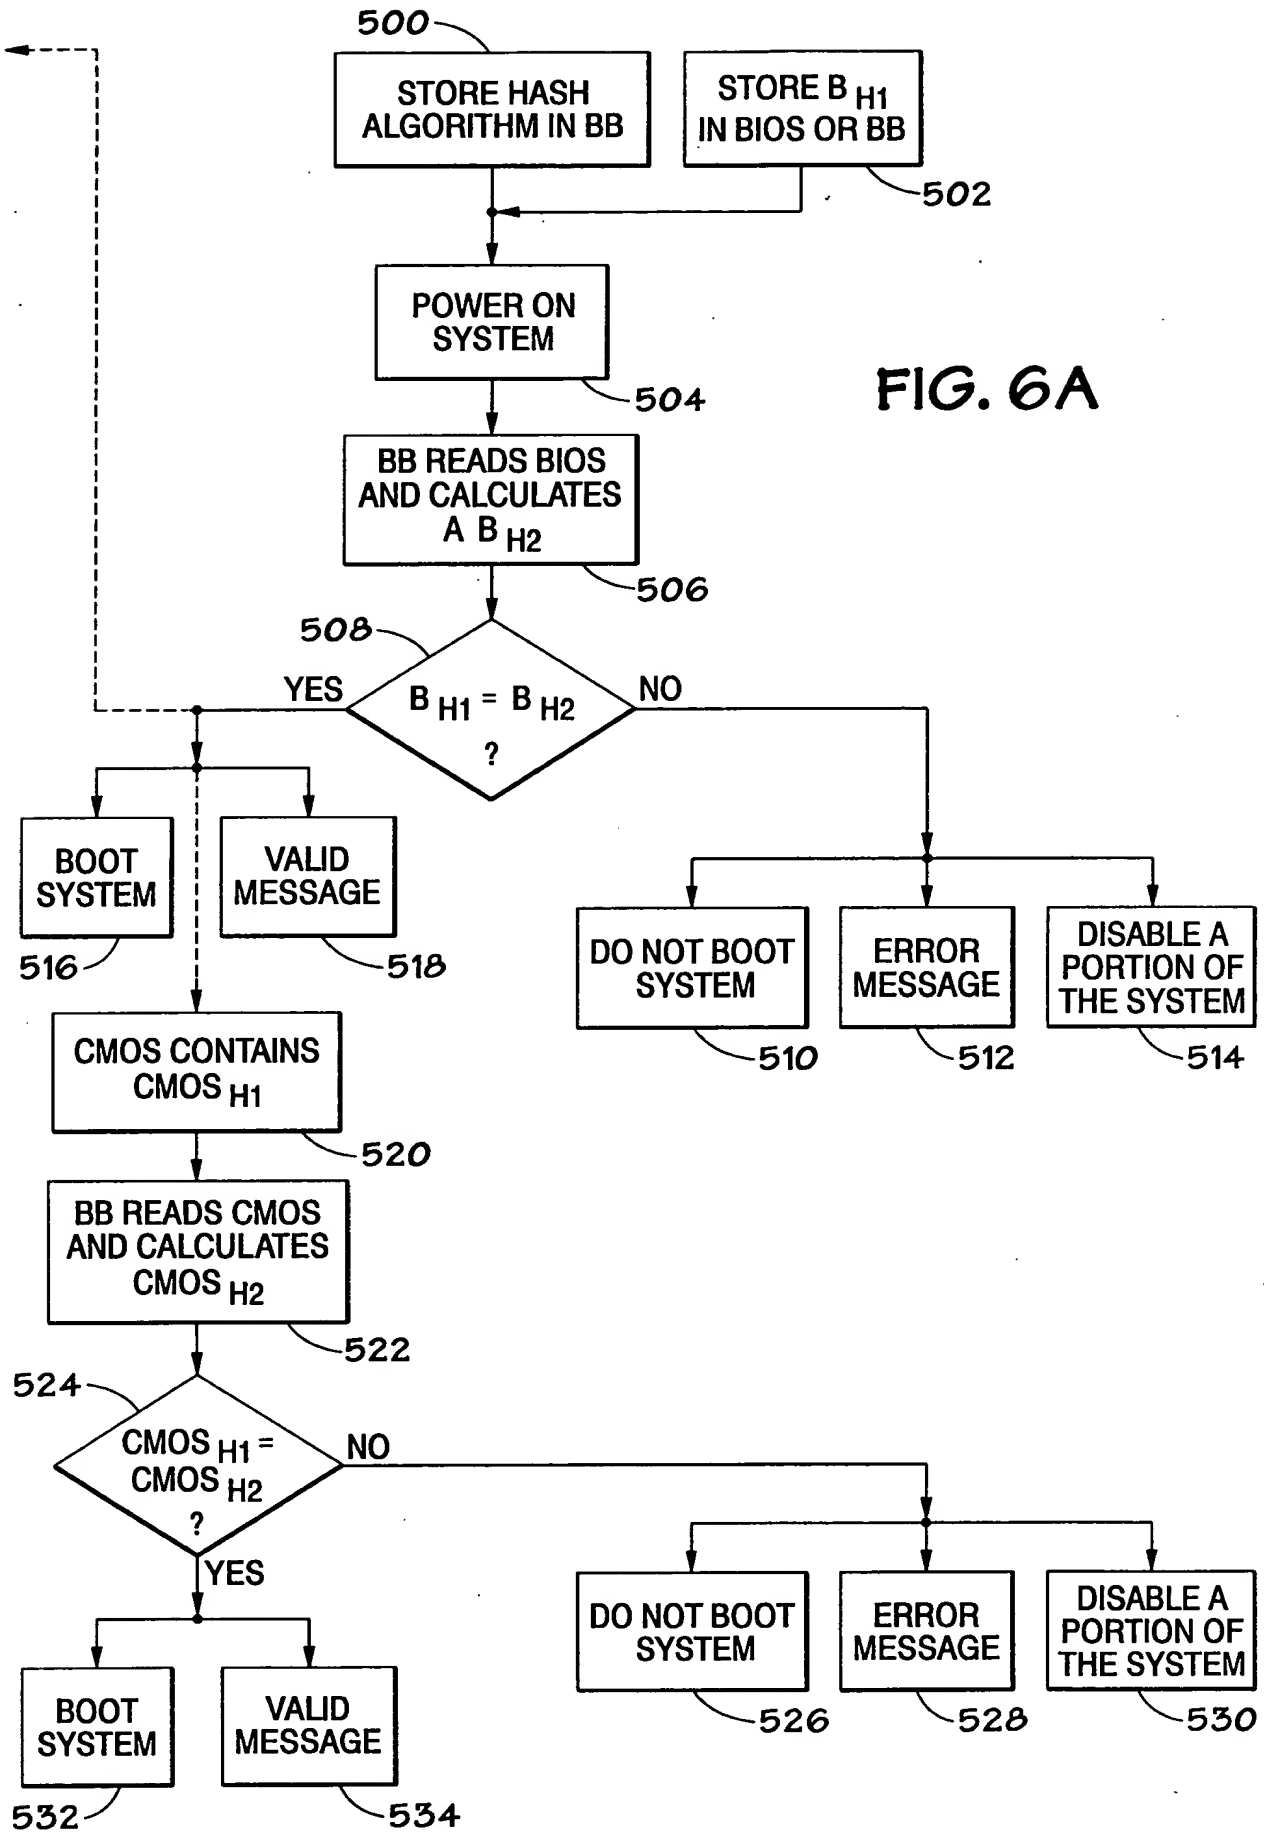 500
STORE HASH
ALGORITHM IN BB
STORE B H1
IN BIOS OR BB
502
POWER ON
SYSTEM
504
FIG. 6A
BB READS BIOS
AND CALCULATES
A B H2
506
508
YES
B H1 = B H2
?
NO
BOOT
SYSTEM
516
VALID
MESSAGE
518
DO NOT BOOT
SYSTEM
510
ERROR
MESSAGE
512
DISABLE A
PORTION OF
THE SYSTEM
514
CMOS CONTAINS
CMOS H1
520
BB READS CMOS
AND CALCULATES
CMOS H2
522
524
CMOS H1 =
CMOS H2
?
NO
YES
DO NOT BOOT
SYSTEM
526
ERROR
MESSAGE
528
DISABLE A
PORTION OF
THE SYSTEM
530
BOOT
SYSTEM
532
VALID
MESSAGE
534